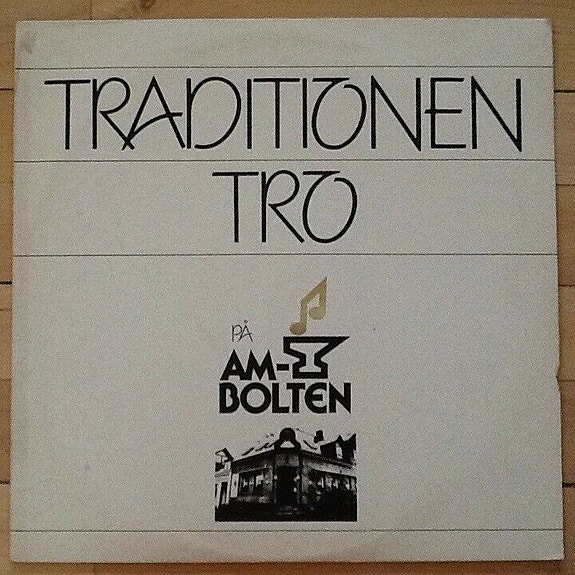 TRADITIONEN
TRO
PÅ
AM-
BOLTEN